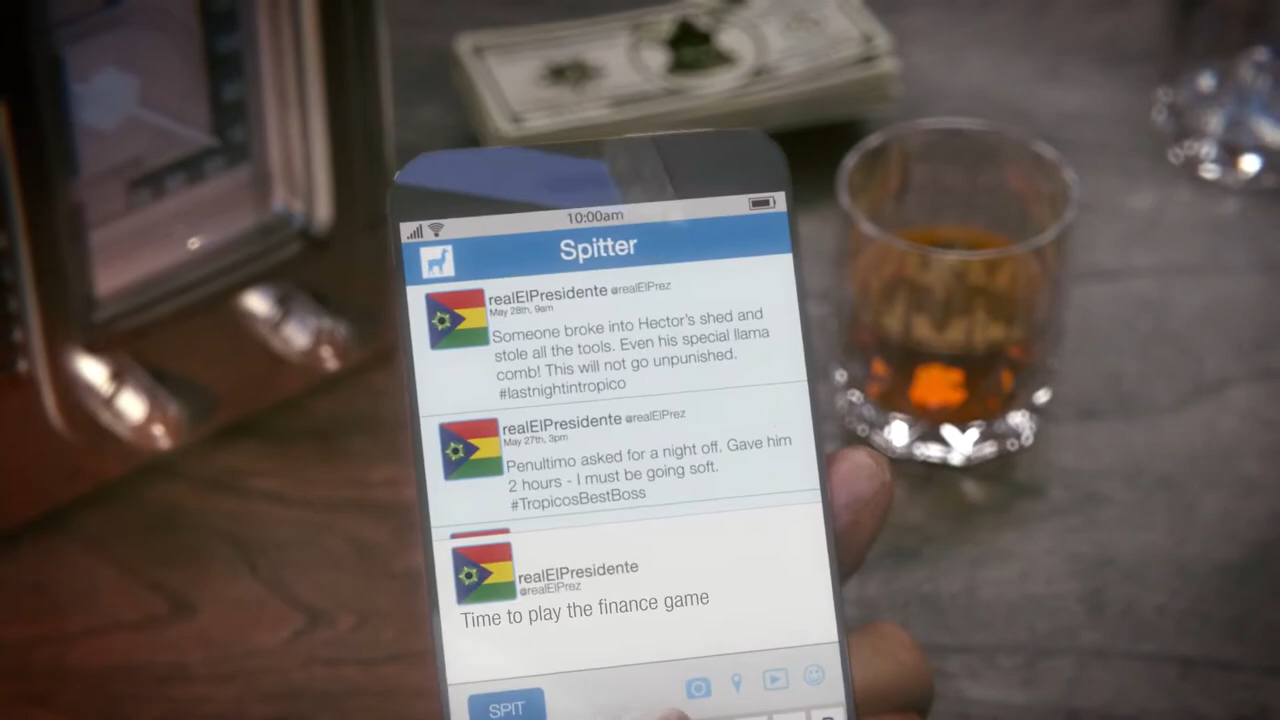 10:00am
Spitter
realElPresidente @realElPrez
May 28th, 9am
Someone broke into Hector's shed and
stole all the tools. Even his special llama
comb! This will not go unpunished.
#lastnightintropico
realElPresidente @realElPrez
May 27th, 3pm
Penultimo asked for a night off. Gave him
2 hours - I must be going soft.
#TropicosBestBoss
realElPresidente
@realElPrez
Time to play the finance game
SPIT